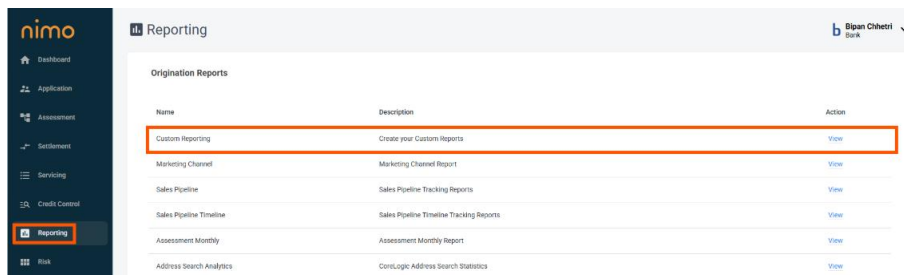 nimo
Reporting
b Bipan Chhetri
Bank
Dashboard
Application
Assessment
Settlement
Servicing
Credit Control
Reporting
Risk
Origination Reports
Name Description Action
Custom Reporting Create your Custom Reports View
Marketing Channel Marketing Channel Report View
Sales Pipeline Sales Pipeline Tracking Reports View
Sales Pipeline Timeline Sales Pipeline Timeline Tracking Reports View
Assessment Monthly Assessment Monthly Report View
Address Search Analytics CoreLogic Address Search Statistics View